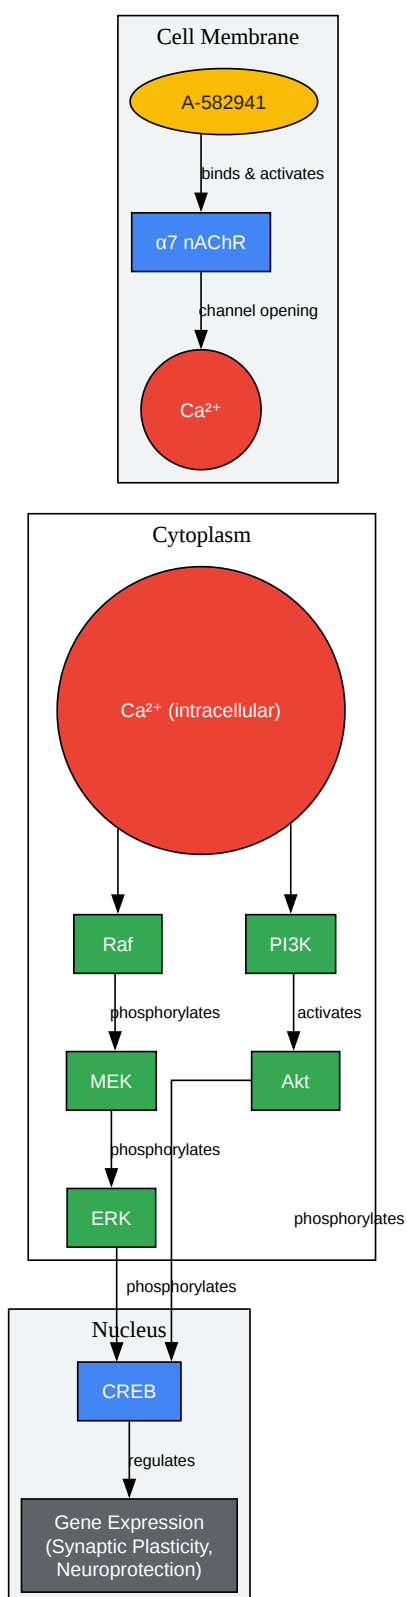 Cell Membrane
A-582941
binds & activates
α7 nAChR
channel opening
Ca²⁺
Cytoplasm
Ca²⁺ (intracellular)
Raf
PI3K
phosphorylates
activates
MEK
Akt
phosphorylates
ERK
phosphorylates
phosphorylates
Nucleus
CREB
regulates
Gene Expression
(Synaptic Plasticity,
Neuroprotection)